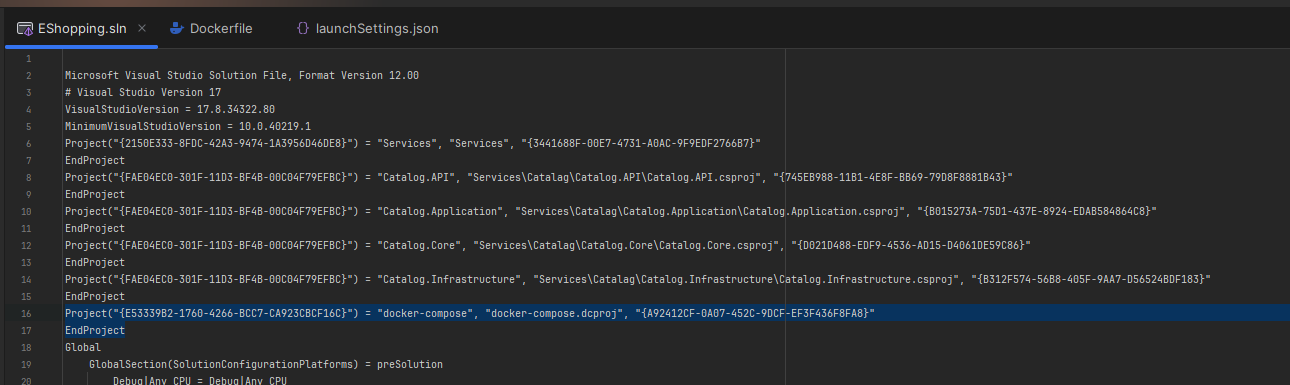 EShopping.sln × Dockerfile {} launchSettings.json
1
2 Microsoft Visual Studio Solution File, Format Version 12.00
3 # Visual Studio Version 17
4 VisualStudioVersion = 17.8.34322.80
5 MinimumVisualStudioVersion = 10.0.40219.1
6 Project("{2150E333-8FDC-42A3-9474-1A3956D46DE8}") = "Services", "Services", "{3441688F-00E7-4731-A0AC-9F9EDF2766B7}"
7 EndProject
8 Project("{FAE04EC0-301F-11D3-BF4B-00C04F79EFBC}") = "Catalog.API", "Services\Catalag\Catalog.API\Catalog.API.csproj", "{745EB988-11B1-4E8F-BB69-79D8F8881B43}"
9 EndProject
10 Project("{FAE04EC0-301F-11D3-BF4B-00C04F79EFBC}") = "Catalog.Application", "Services\Catalag\Catalog.Application\Catalog.Application.csproj", "{B015273A-75D1-437E-8924-EDAB584864C8}"
11 EndProject
12 Project("{FAE04EC0-301F-11D3-BF4B-00C04F79EFBC}") = "Catalog.Core", "Services\Catalag\Catalog.Core\Catalog.Core.csproj", "{D021D488-EDF9-4536-AD15-D4061DE59C86}"
13 EndProject
14 Project("{FAE04EC0-301F-11D3-BF4B-00C04F79EFBC}") = "Catalog.Infrastructure", "Services\Catalag\Catalog.Infrastructure\Catalog.Infrastructure.csproj", "{B312F574-56B8-405F-9AA7-D56524BDF183}"
15 EndProject
16 Project("{E53339B2-1760-4266-BCC7-CA923CBCF16C}") = "docker-compose", "docker-compose.dcproj", "{A92412CF-0A07-452C-9DCF-EF3F436F8FA8}"
17 EndProject
18 Global
19 GlobalSection(SolutionConfigurationPlatforms) = preSolution
20 Debug|Any CPU = Debug|Any CPU